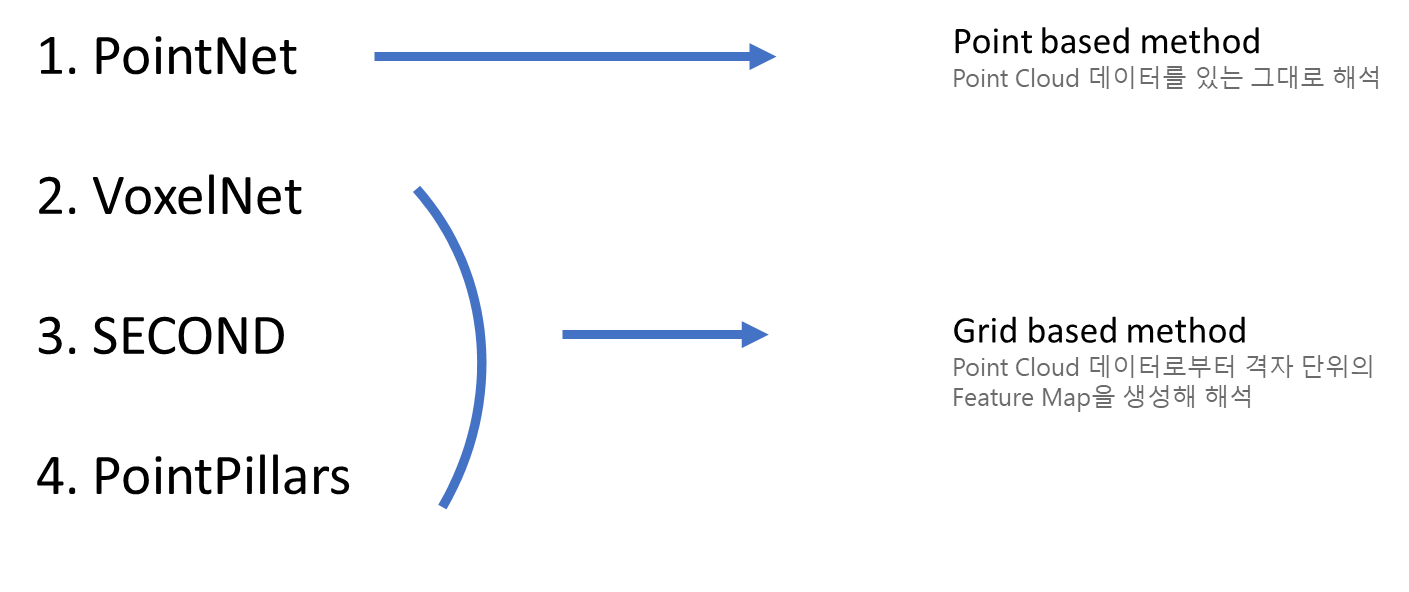 1. PointNet
Point based method
Point Cloud 데이터를 있는 그대로 해석
2. VoxelNet
3. SECOND
Grid based method
Point Cloud 데이터로부터 격자 단위의
Feature Map을 생성해 해석
4. PointPillars